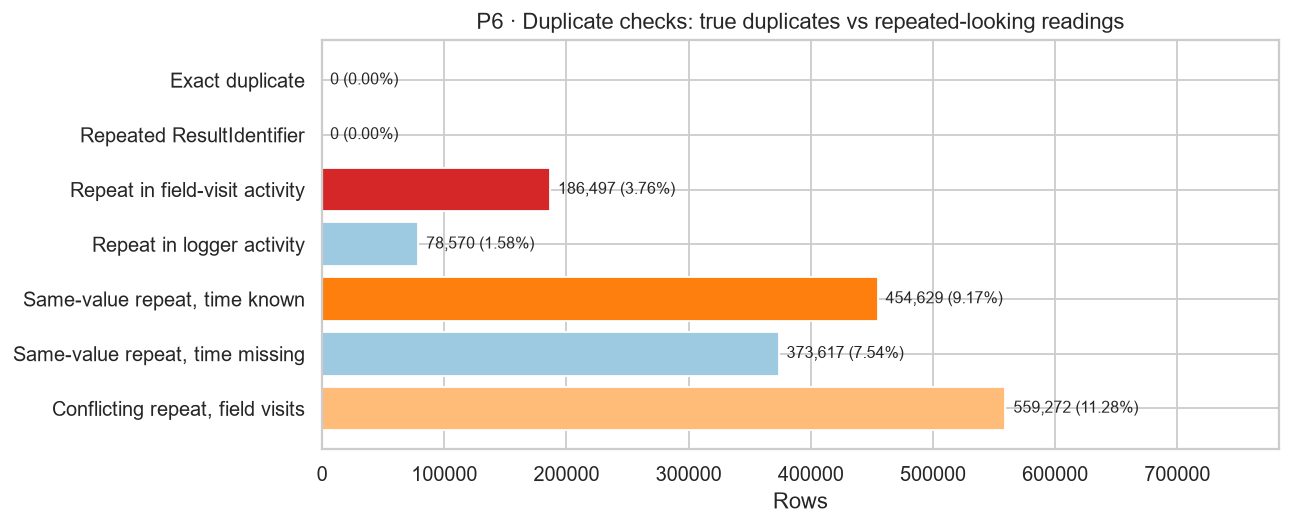 P6 · Duplicate checks: true duplicates vs repeated-looking readings
Exact duplicate
0 (0.00%)
Repeated ResultIdentifier
0 (0.00%)
Repeat in field-visit activity
186,497 (3.76%)
Repeat in logger activity
78,570 (1.58%)
Same-value repeat, time known
454,629 (9.17%)
Same-value repeat, time missing
373,617 (7.54%)
Conflicting repeat, field visits
559,272 (11.28%)
0 100000 200000 300000 400000 500000 600000 700000
Rows